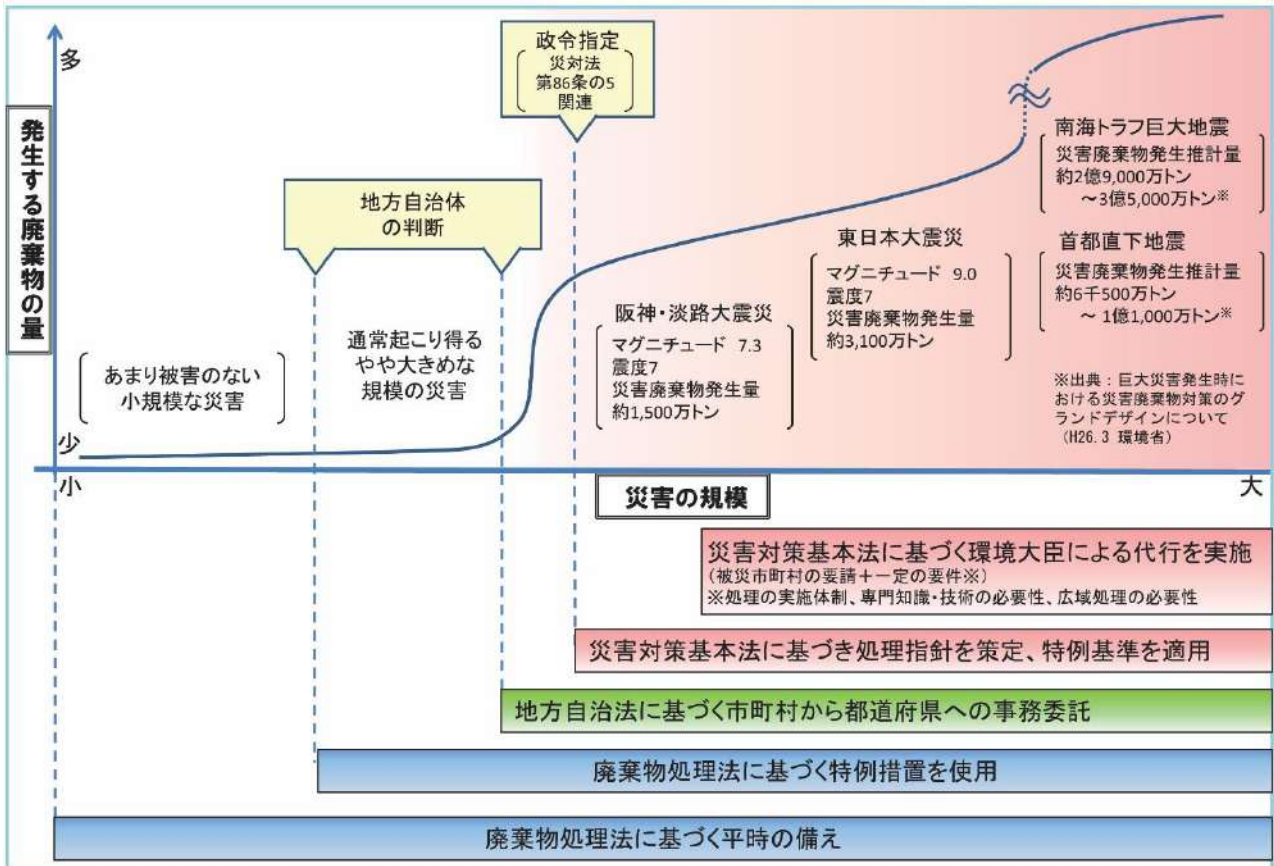 多
発生する廃棄物の量
少
小
政令指定
災対法
第86条の5
関連
地方自治体
の判断
あまり被害のない
小規模な災害
通常起こり得る
やや大きめな
規模の災害
阪神・淡路大震災
マグニチュード 7.3
震度7
災害廃棄物発生量
約1,500万トン
東日本大震災
マグニチュード 9.0
震度7
災害廃棄物発生量
約3,100万トン
南海トラフ巨大地震
災害廃棄物発生推計量
約2億9,000万トン
～3億5,000万トン※
首都直下地震
災害廃棄物発生推計量
約6千500万トン
～ 1億1,000万トン※
※出典：巨大災害発生時に
おける災害廃棄物対策のグ
ランドデザインについて
（H26.3 環境省）
災害の規模
大
災害対策基本法に基づく環境大臣による代行を実施
（被災市町村の要請＋一定の要件※）
※処理の実施体制、専門知識・技術の必要性、広域処理の必要性
災害対策基本法に基づき処理指針を策定、特例基準を適用
地方自治法に基づく市町村から都道府県への事務委託
廃棄物処理法に基づく特例措置を使用
廃棄物処理法に基づく平時の備え